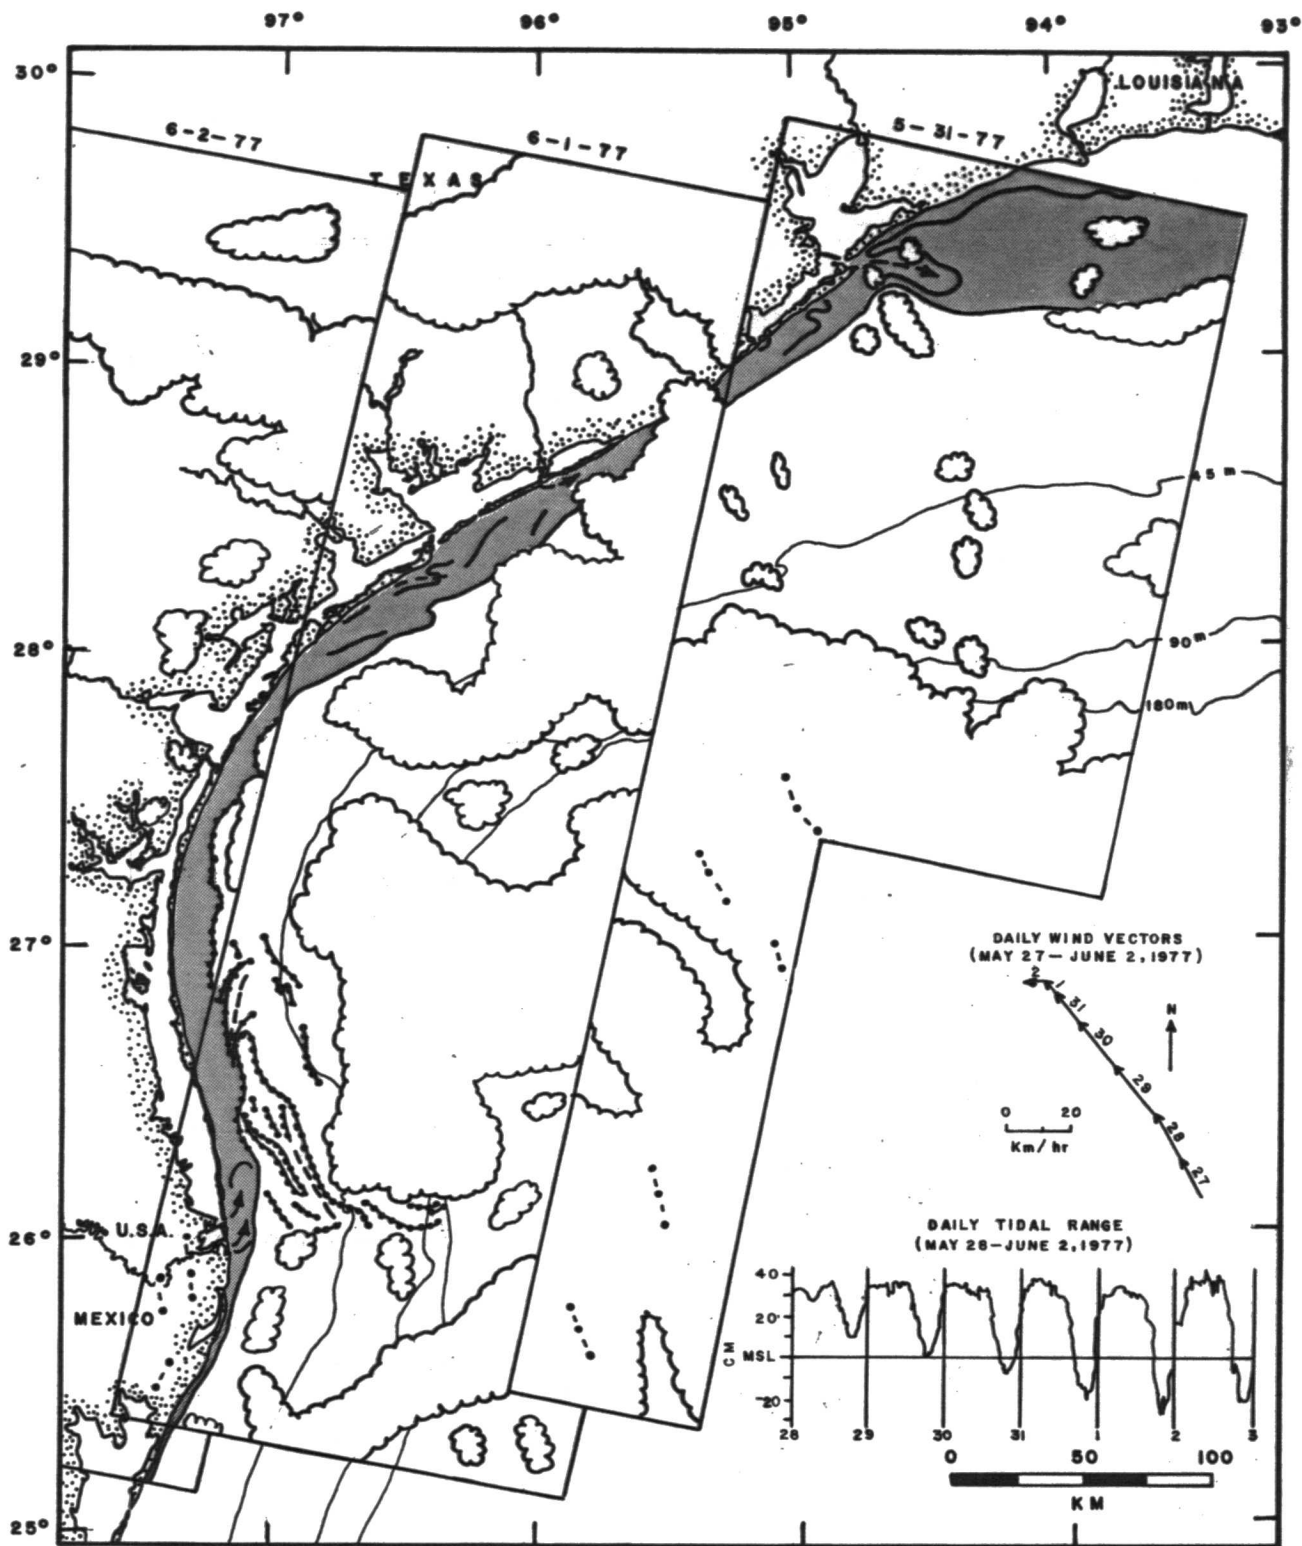 97° 96° 95° 94° 93°
30°
LOUISIANA
6-2-77
6-1-77
5-31-77
TEXAS
29°
45 m
28°
90 m
180 m
27°
DAILY WIND VECTORS
(MAY 27— JUNE 2, 1977)
2
1
31
30
29
28
27
N
0 20
Km/hr
26°
U.S.A.
MEXICO
DAILY TIDAL RANGE
(MAY 28—JUNE 2, 1977)
40
20
CM
MSL
-20
28 29 30 31 1 2 3
0 50 100
KM
25°